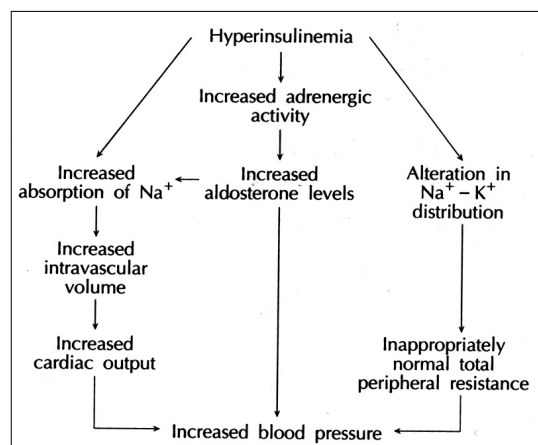 Hyperinsulinemia
Increased adrenergic
activity
Increased
absorption of Na⁺
Increased
aldosterone levels
Alteration in
Na⁺ – K⁺
distribution
Increased
intravascular
volume
Increased
cardiac output
Inappropriately
normal total
peripheral resistance
Increased blood pressure